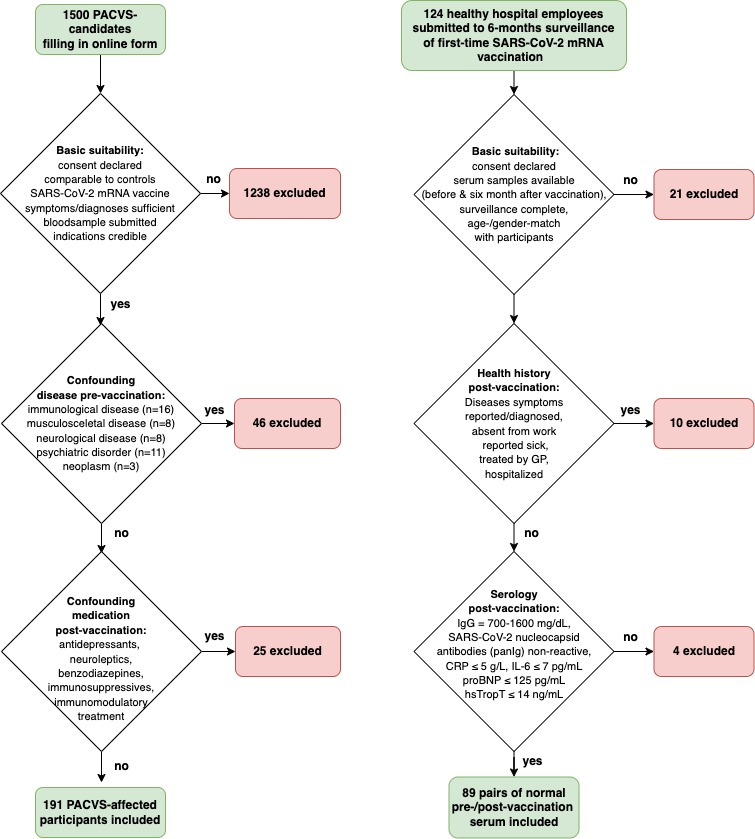 1500 PACVS-
candidates
filling in online form
Basic suitability:
consent declared
comparable to controls
SARS-CoV-2 mRNA vaccine
symptoms/diagnoses sufficient
bloodsample submitted
indications credible
no
1238 excluded
yes
Confounding
disease pre-vaccination:
immunological disease (n=16)
musculosceletal disease (n=8)
neurological disease (n=8)
psychiatric disorder (n=11)
neoplasm (n=3)
yes
46 excluded
no
Confounding
medication
post-vaccination:
antidepressants,
neuroleptics,
benzodiazepines,
immunosuppressives,
immunomodulatory
treatment
yes
25 excluded
no
191 PACVS-affected
participants included
124 healthy hospital employees
submitted to 6-months surveillance
of first-time SARS-CoV-2 mRNA
vaccination
Basic suitability:
consent declared
serum samples available
(before & six month after vaccination),
surveillance complete,
age-/gender-match
with participants
no
21 excluded
Health history
post-vaccination:
Diseases symptoms
reported/diagnosed,
absent from work
reported sick,
treated by GP,
hospitalized
yes
10 excluded
no
Serology
post-vaccination:
IgG = 700-1600 mg/dL,
SARS-CoV-2 nucleocapsid
antibodies (panIg) non-reactive,
CRP ≤ 5 g/L, IL-6 ≤ 7 pg/mL
proBNP ≤ 125 pg/mL
hsTropT ≤ 14 ng/mL
no
4 excluded
yes
89 pairs of normal
pre-/post-vaccination
serum included